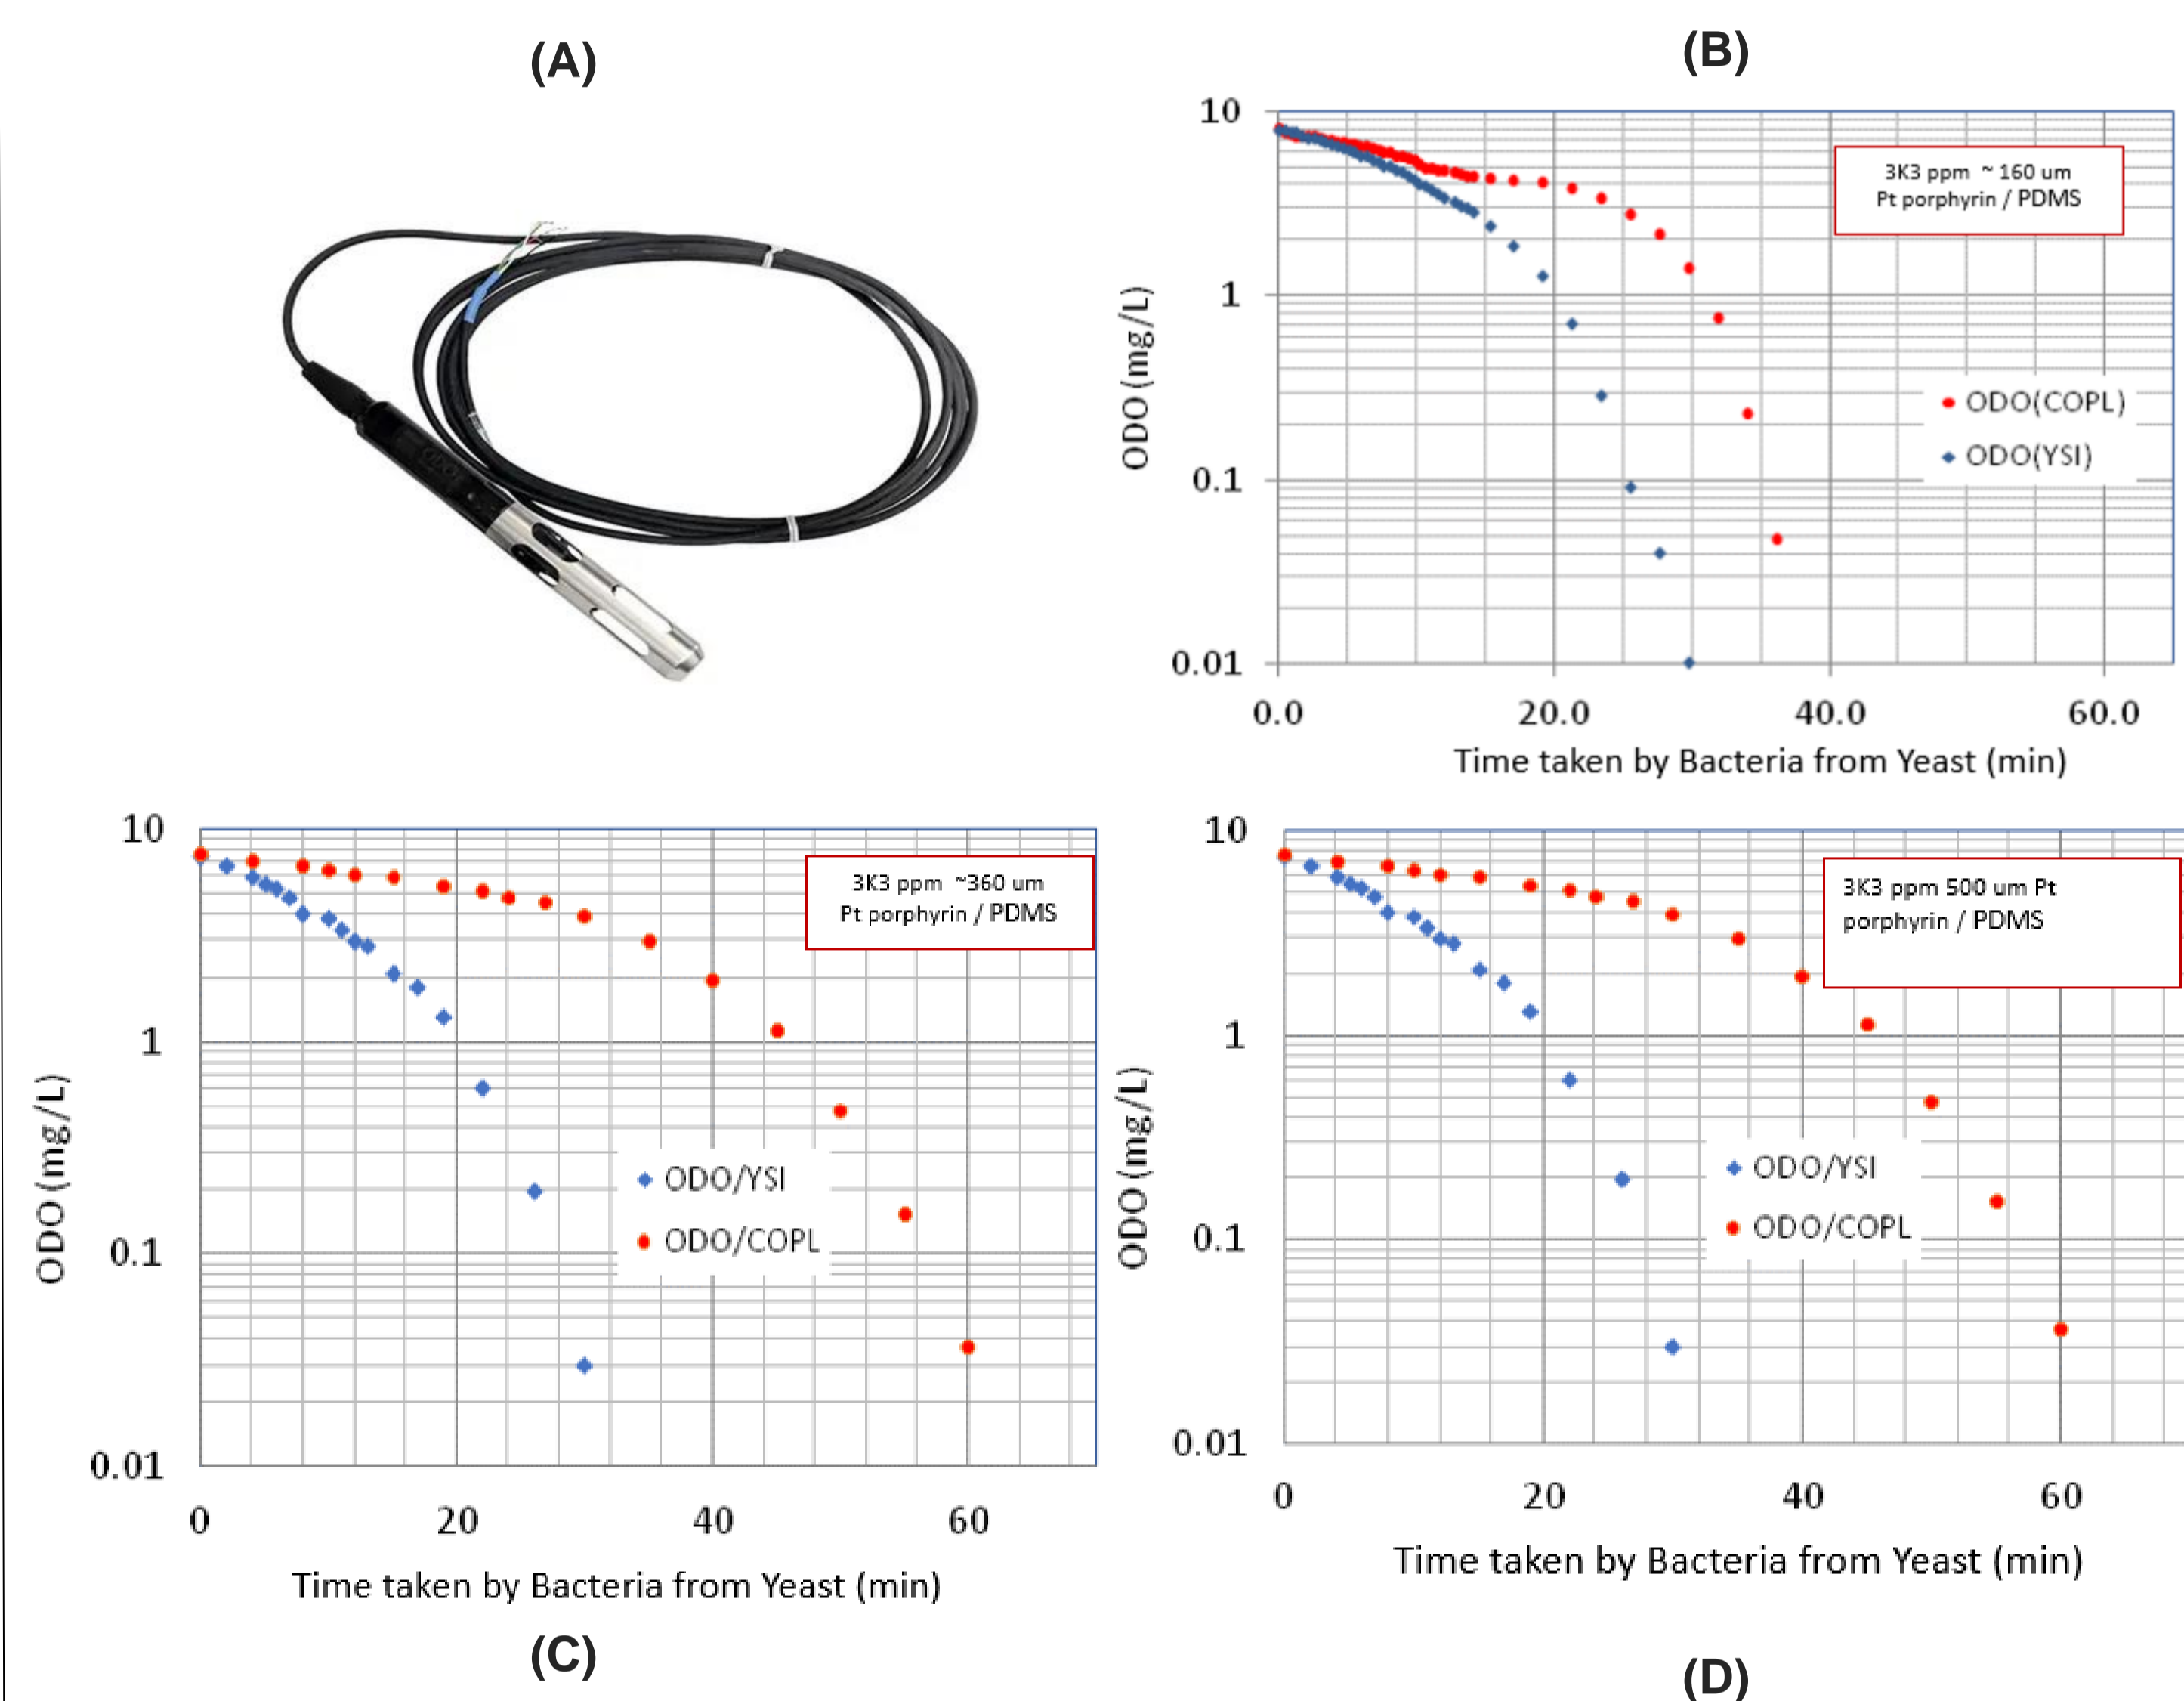 (A)
(B)
10
1
0.1
0.01
ODO (mg/L)
3K3 ppm ~ 160 um
Pt porphyrin / PDMS
ODO(COPL)
ODO(YSI)
0.0 20.0 40.0 60.0
Time taken by Bacteria from Yeast (min)
10
1
0.1
0.01
ODO (mg/L)
3K3 ppm ~360 um
Pt porphyrin / PDMS
ODO/YSI
ODO/COPL
0 20 40 60
Time taken by Bacteria from Yeast (min)
(C)
10
1
0.1
0.01
ODO (mg/L)
3K3 ppm 500 um Pt
porphyrin / PDMS
ODO/YSI
ODO/COPL
0 20 40 60
Time taken by Bacteria from Yeast (min)
(D)